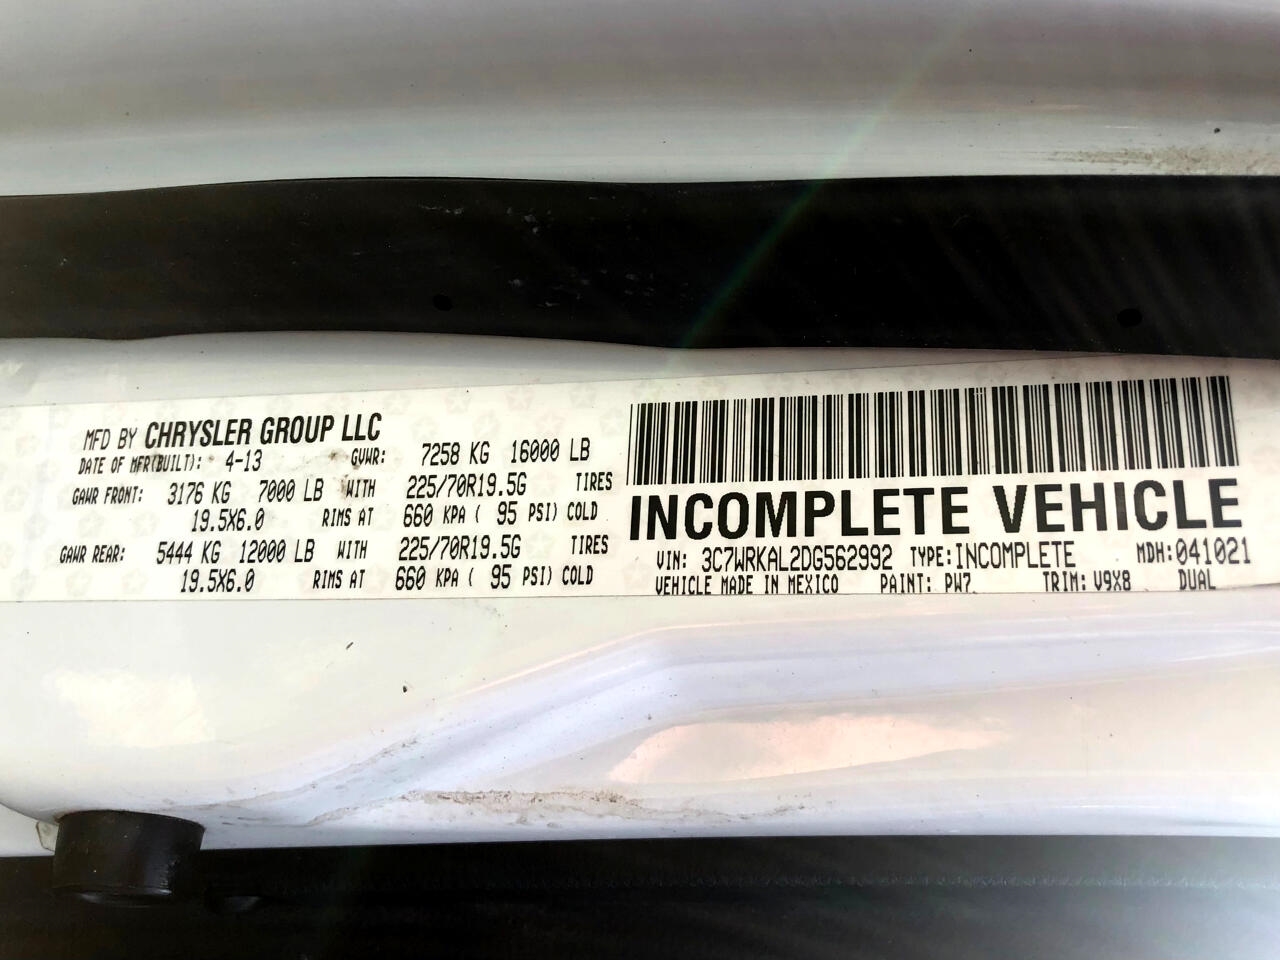 MFD BY CHRYSLER GROUP LLC
DATE OF MFR(BUILT): 4-13 GVWR: 7258 KG 16000 LB
GAWR FRONT: 3176 KG 7000 LB WITH 225/70R19.5G TIRES
19.5X6.0 RIMS AT 660 KPA ( 95 PSI) COLD
GAWR REAR: 5444 KG 12000 LB WITH 225/70R19.5G TIRES
19.5X6.0 RIMS AT 660 KPA ( 95 PSI) COLD
INCOMPLETE VEHICLE
VIN: 3C7WRKAL2DG562992 TYPE: INCOMPLETE MDH: 041021
VEHICLE MADE IN MEXICO PAINT: PW7 TRIM: V9X8 DUAL